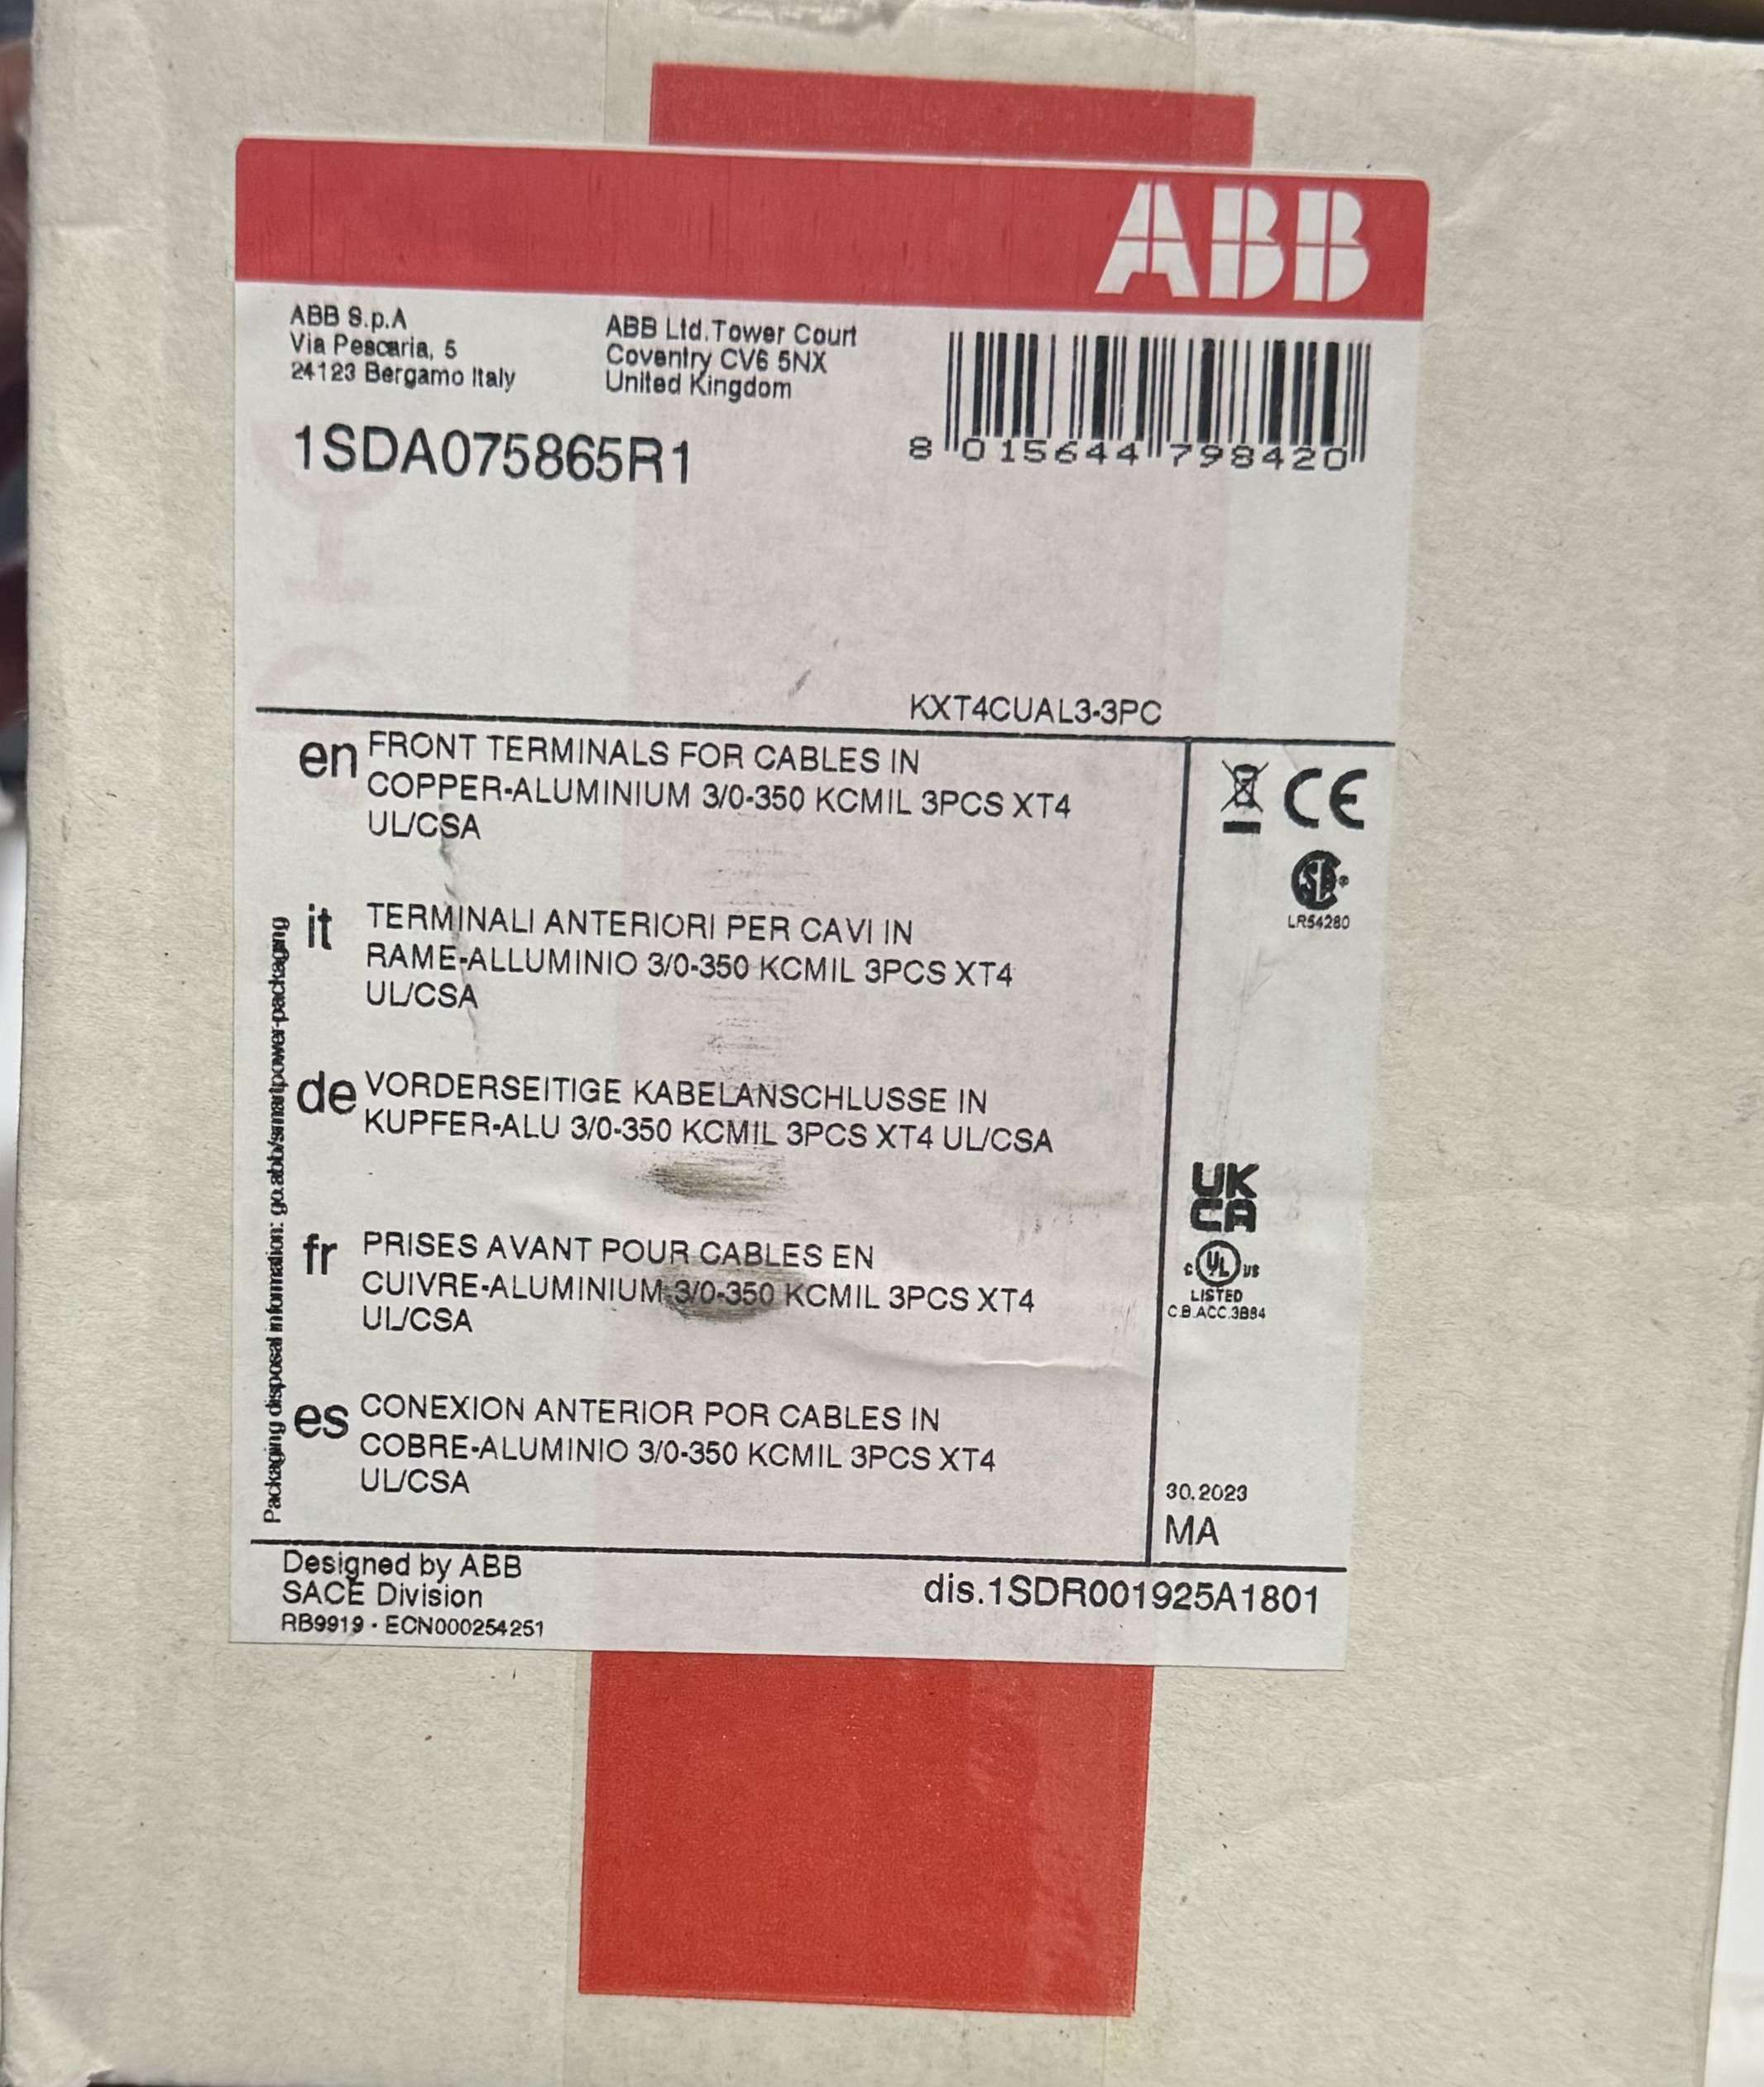 ABB
ABB S.p.A
Via Pescaria, 5
24123 Bergamo Italy
ABB Ltd. Tower Court
Coventry CV6 5NX
United Kingdom
8 015644 798420
1SDA075865R1
KXT4CUAL3-3PC
en FRONT TERMINALS FOR CABLES IN
COPPER-ALUMINIUM 3/0-350 KCMIL 3PCS XT4
UL/CSA
it TERMINALI ANTERIORI PER CAVI IN
RAME-ALLUMINIO 3/0-350 KCMIL 3PCS XT4
UL/CSA
de VORDERSEITIGE KABELANSCHLUSSE IN
KUPFER-ALU 3/0-350 KCMIL 3PCS XT4 UL/CSA
fr PRISES AVANT POUR CABLES EN
CUIVRE-ALUMINIUM 3/0-350 KCMIL 3PCS XT4
UL/CSA
es CONEXION ANTERIOR POR CABLES IN
COBRE-ALUMINIO 3/0-350 KCMIL 3PCS XT4
UL/CSA
Packaging disposal information: go.abb/smartpower-packaging
CE
LR54280
UK
CA
c UL us
LISTED
C.B.ACC.3B84
30.2023
MA
Designed by ABB
SACE Division
RB9919 - ECN000254251
dis.1SDR001925A1801